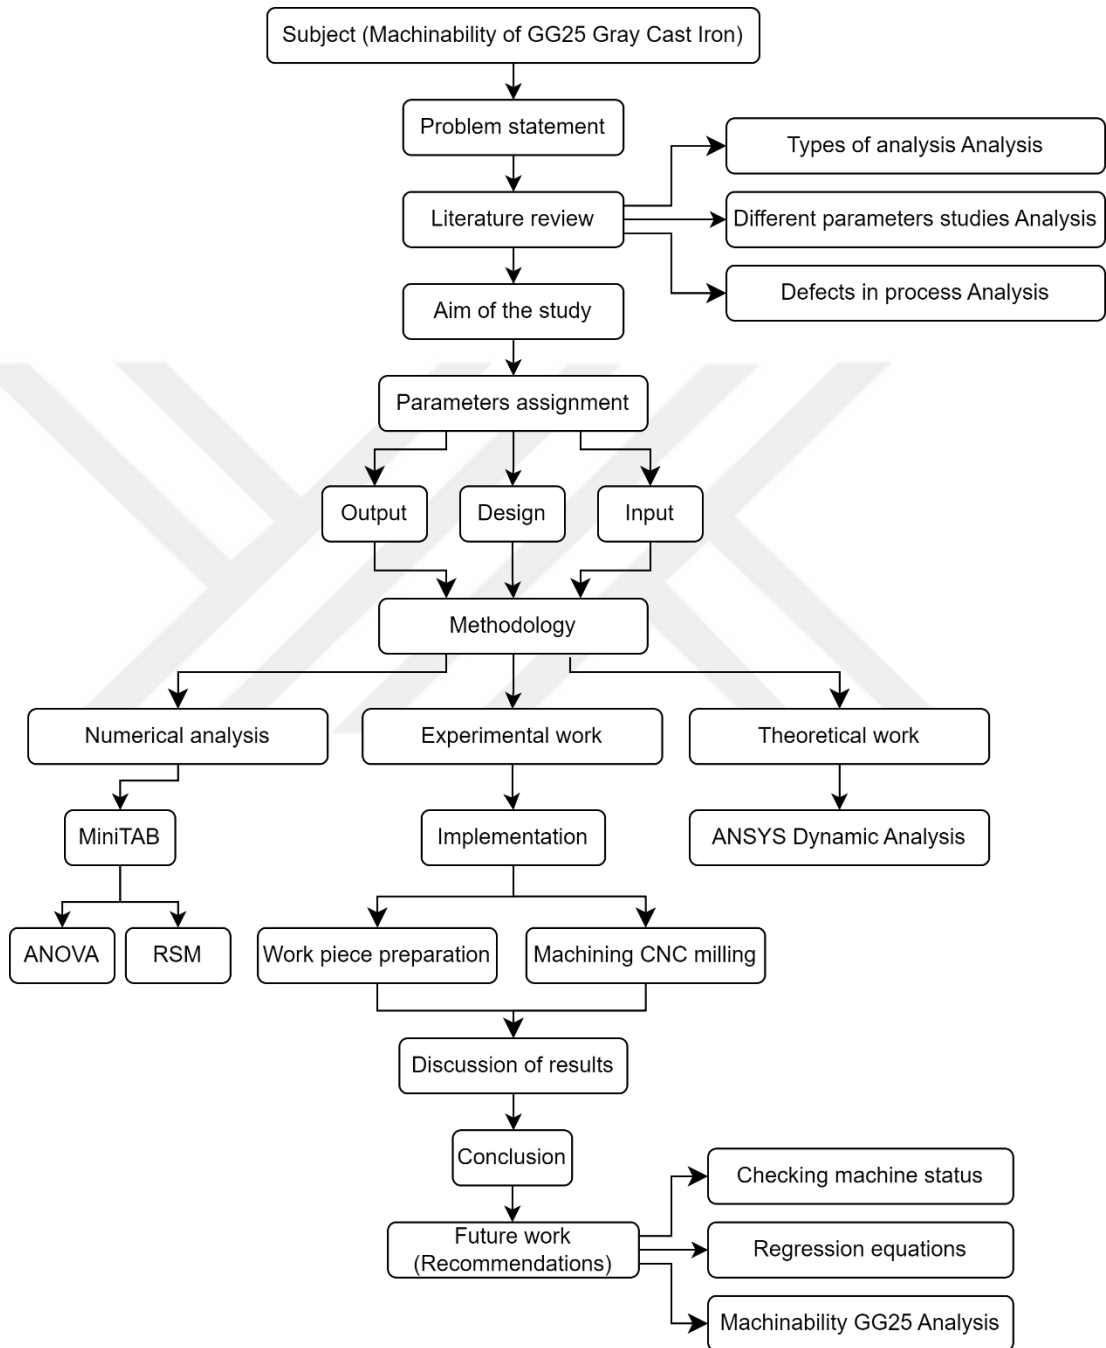 Subject (Machinability of GG25 Gray Cast Iron)
Problem statement
Types of analysis Analysis
Literature review
Different parameters studies Analysis
Defects in process Analysis
Aim of the study
Parameters assignment
Output
Design
Input
Methodology
Numerical analysis
Experimental work
Theoretical work
MiniTAB
Implementation
ANSYS Dynamic Analysis
ANOVA
RSM
Work piece preparation
Machining CNC milling
Discussion of results
Conclusion
Checking machine status
Future work
(Recommendations)
Regression equations
Machinability GG25 Analysis